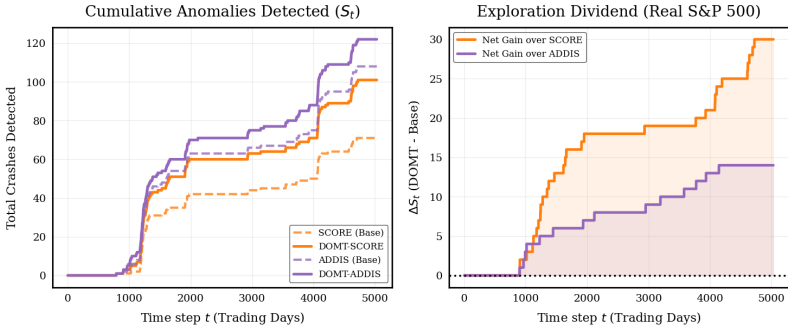 Cumulative Anomalies Detected (S_t)
Total Crashes Detected
120
100
80
60
40
20
0
SCORE (Base)
DOMT-SCORE
ADDIS (Base)
DOMT-ADDIS
0 1000 2000 3000 4000 5000
Time step t (Trading Days)
Exploration Dividend (Real S&P 500)
ΔS_t (DOMT - Base)
30
25
20
15
10
5
0
Net Gain over SCORE
Net Gain over ADDIS
0 1000 2000 3000 4000 5000
Time step t (Trading Days)